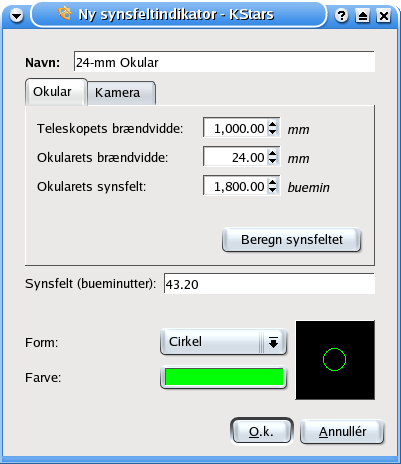 Ny synsfeltindikator - KStars
Navn: 24-mm Okular
Okular Kamera
Teleskopets brændvidde: 1,000.00 mm
Okularets brændvidde: 24.00 mm
Okularets synsfelt: 1,800.00 buemin
Beregn synsfeltet
Synsfelt (bueminutter): 43.20
Form: Cirkel
Farve:
O.k. Annullér